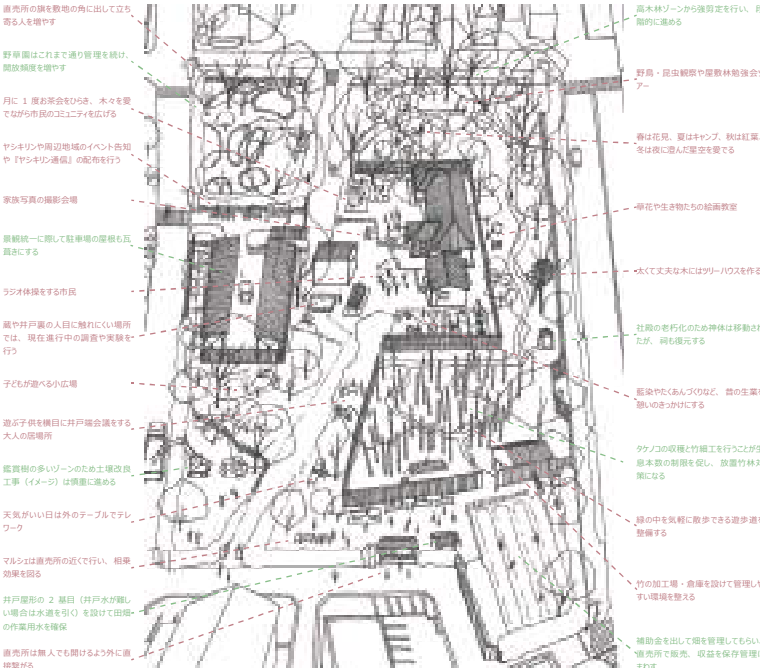 直売所の旗を敷地の角に出して立ち
寄る人を増やす
野草園はこれまで通り管理を続け、
開放頻度を増やす
月に 1 度お茶会をひらき、木々を愛
でながら市民のコミュニティを広げる
ヤシキリンや周辺地域のイベント告知
や『ヤシキリン通信』の配布を行う
家族写真の撮影会場
景観統一に際して駐車場の屋根も瓦
葺きにする
ラジオ体操をする市民
蔵や井戸裏の人目に触れにくい場所
では、現在進行中の調査や実験を
行う
子どもが遊べる小広場
遊ぶ子供を横目に井戸端会議をする
大人の居場所
鑑賞樹の多いゾーンのため土壌改良
工事（イメージ）は慎重に進める
天気がいい日は外のテーブルでテレ
ワーク
マルシェは直売所の近くで行い、相乗
効果を図る
井戸屋形の 2 基目（井戸水が難し
い場合は水道を引く）を設けて田畑
の作業用水を確保
直売所は無人でも開けるよう外に直
接繋がる
高木林ゾーンから強剪定を行い、段
階的に進める
野鳥・昆虫観察や屋敷林勉強会ツ
アー
春は花見、夏はキャンプ、秋は紅葉、
冬は夜に澄んだ星空を愛でる
草花や生き物たちの絵画教室
太くて丈夫な木にはツリーハウスを作る
社殿の老朽化のため神体は移動され
たが、祠も復元する
藍染やたくあんづくりなど、昔の生業を
憩いのきっかけにする
タケノコの収穫と竹細工を行うことが生
息本数の制限を促し、放置竹林対
策になる
緑の中を気軽に散歩できる遊歩道を
整備する
竹の加工場・倉庫を設けて管理しや
すい環境を整える
補助金を出して畑を管理してもらい、
直売所で販売、収益を保存管理に
まわす